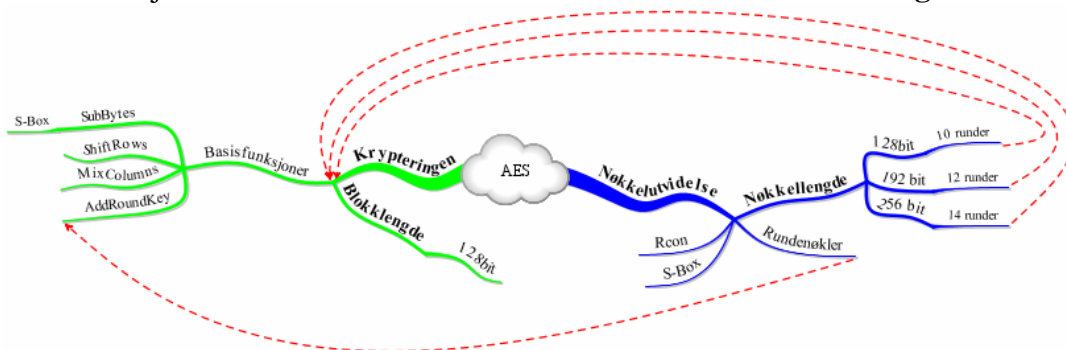 S-Box
SubBytes
ShiftRows
MixColumns
AddRoundKey
Basisfunksjoner
Krypteringen
Blokklengde
128bit
AES
Nøkkelutvidelse
Nøkkellengde
128bit
10 runder
192 bit
12 runder
256 bit
14 runder
Rcon
S-Box
Rundenøkler